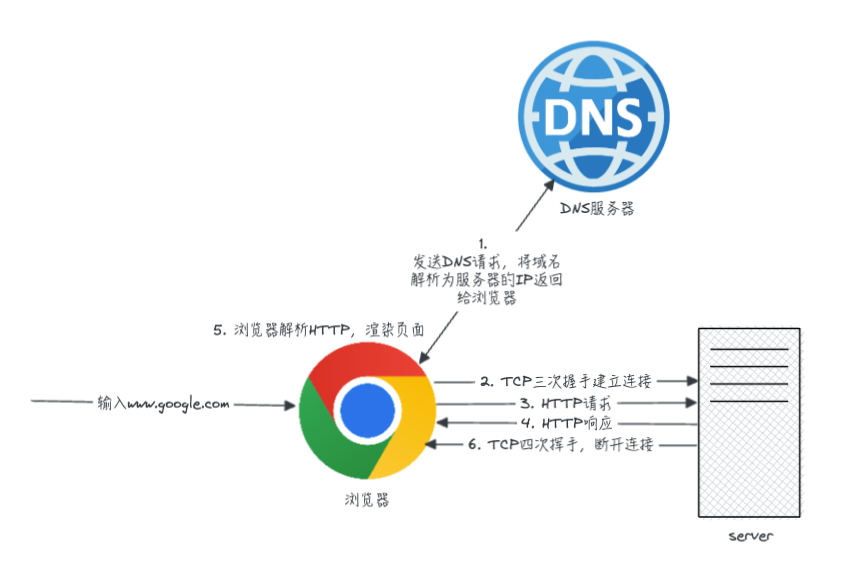 DNS
DNS服务器
1.
发送DNS请求，将域名
解析为服务器的IP返回
给浏览器
5. 浏览器解析HTTP，渲染页面
2. TCP三次握手建立连接
输入www.google.com
3. HTTP请求
4. HTTP响应
6. TCP四次挥手，断开连接
浏览器
server